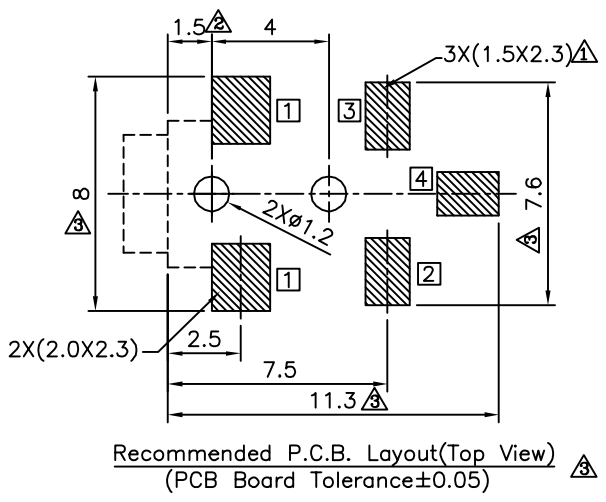 1.5 2 4
3X(1.5X2.3) 1
1 3
4
8 7.6
3 3
2XØ1.2
1 2
2X(2.0X2.3)
2.5
7.5
11.3 3
Recommended P.C.B. Layout(Top View)
(PCB Board Tolerance±0.05) 3